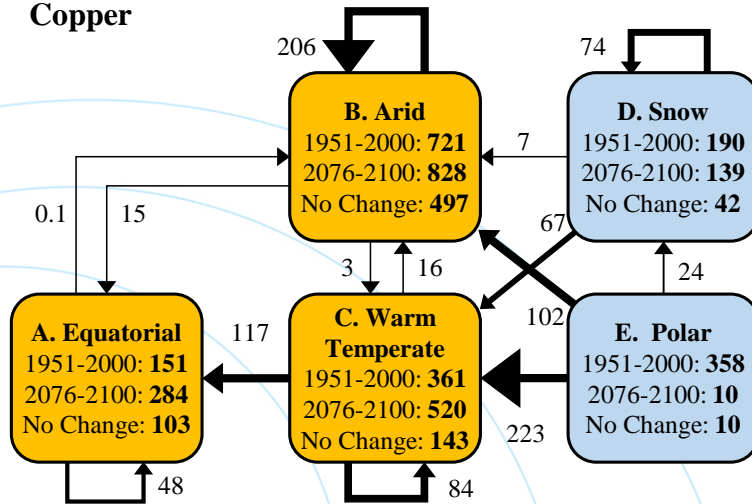 Copper
206
74
B. Arid
1951-2000: 721
2076-2100: 828
No Change: 497
D. Snow
1951-2000: 190
2076-2100: 139
No Change: 42
7
0.1
15
67
3
16
102
24
A. Equatorial
1951-2000: 151
2076-2100: 284
No Change: 103
117
C. Warm
Temperate
1951-2000: 361
2076-2100: 520
No Change: 143
E. Polar
1951-2000: 358
2076-2100: 10
No Change: 10
223
48
84